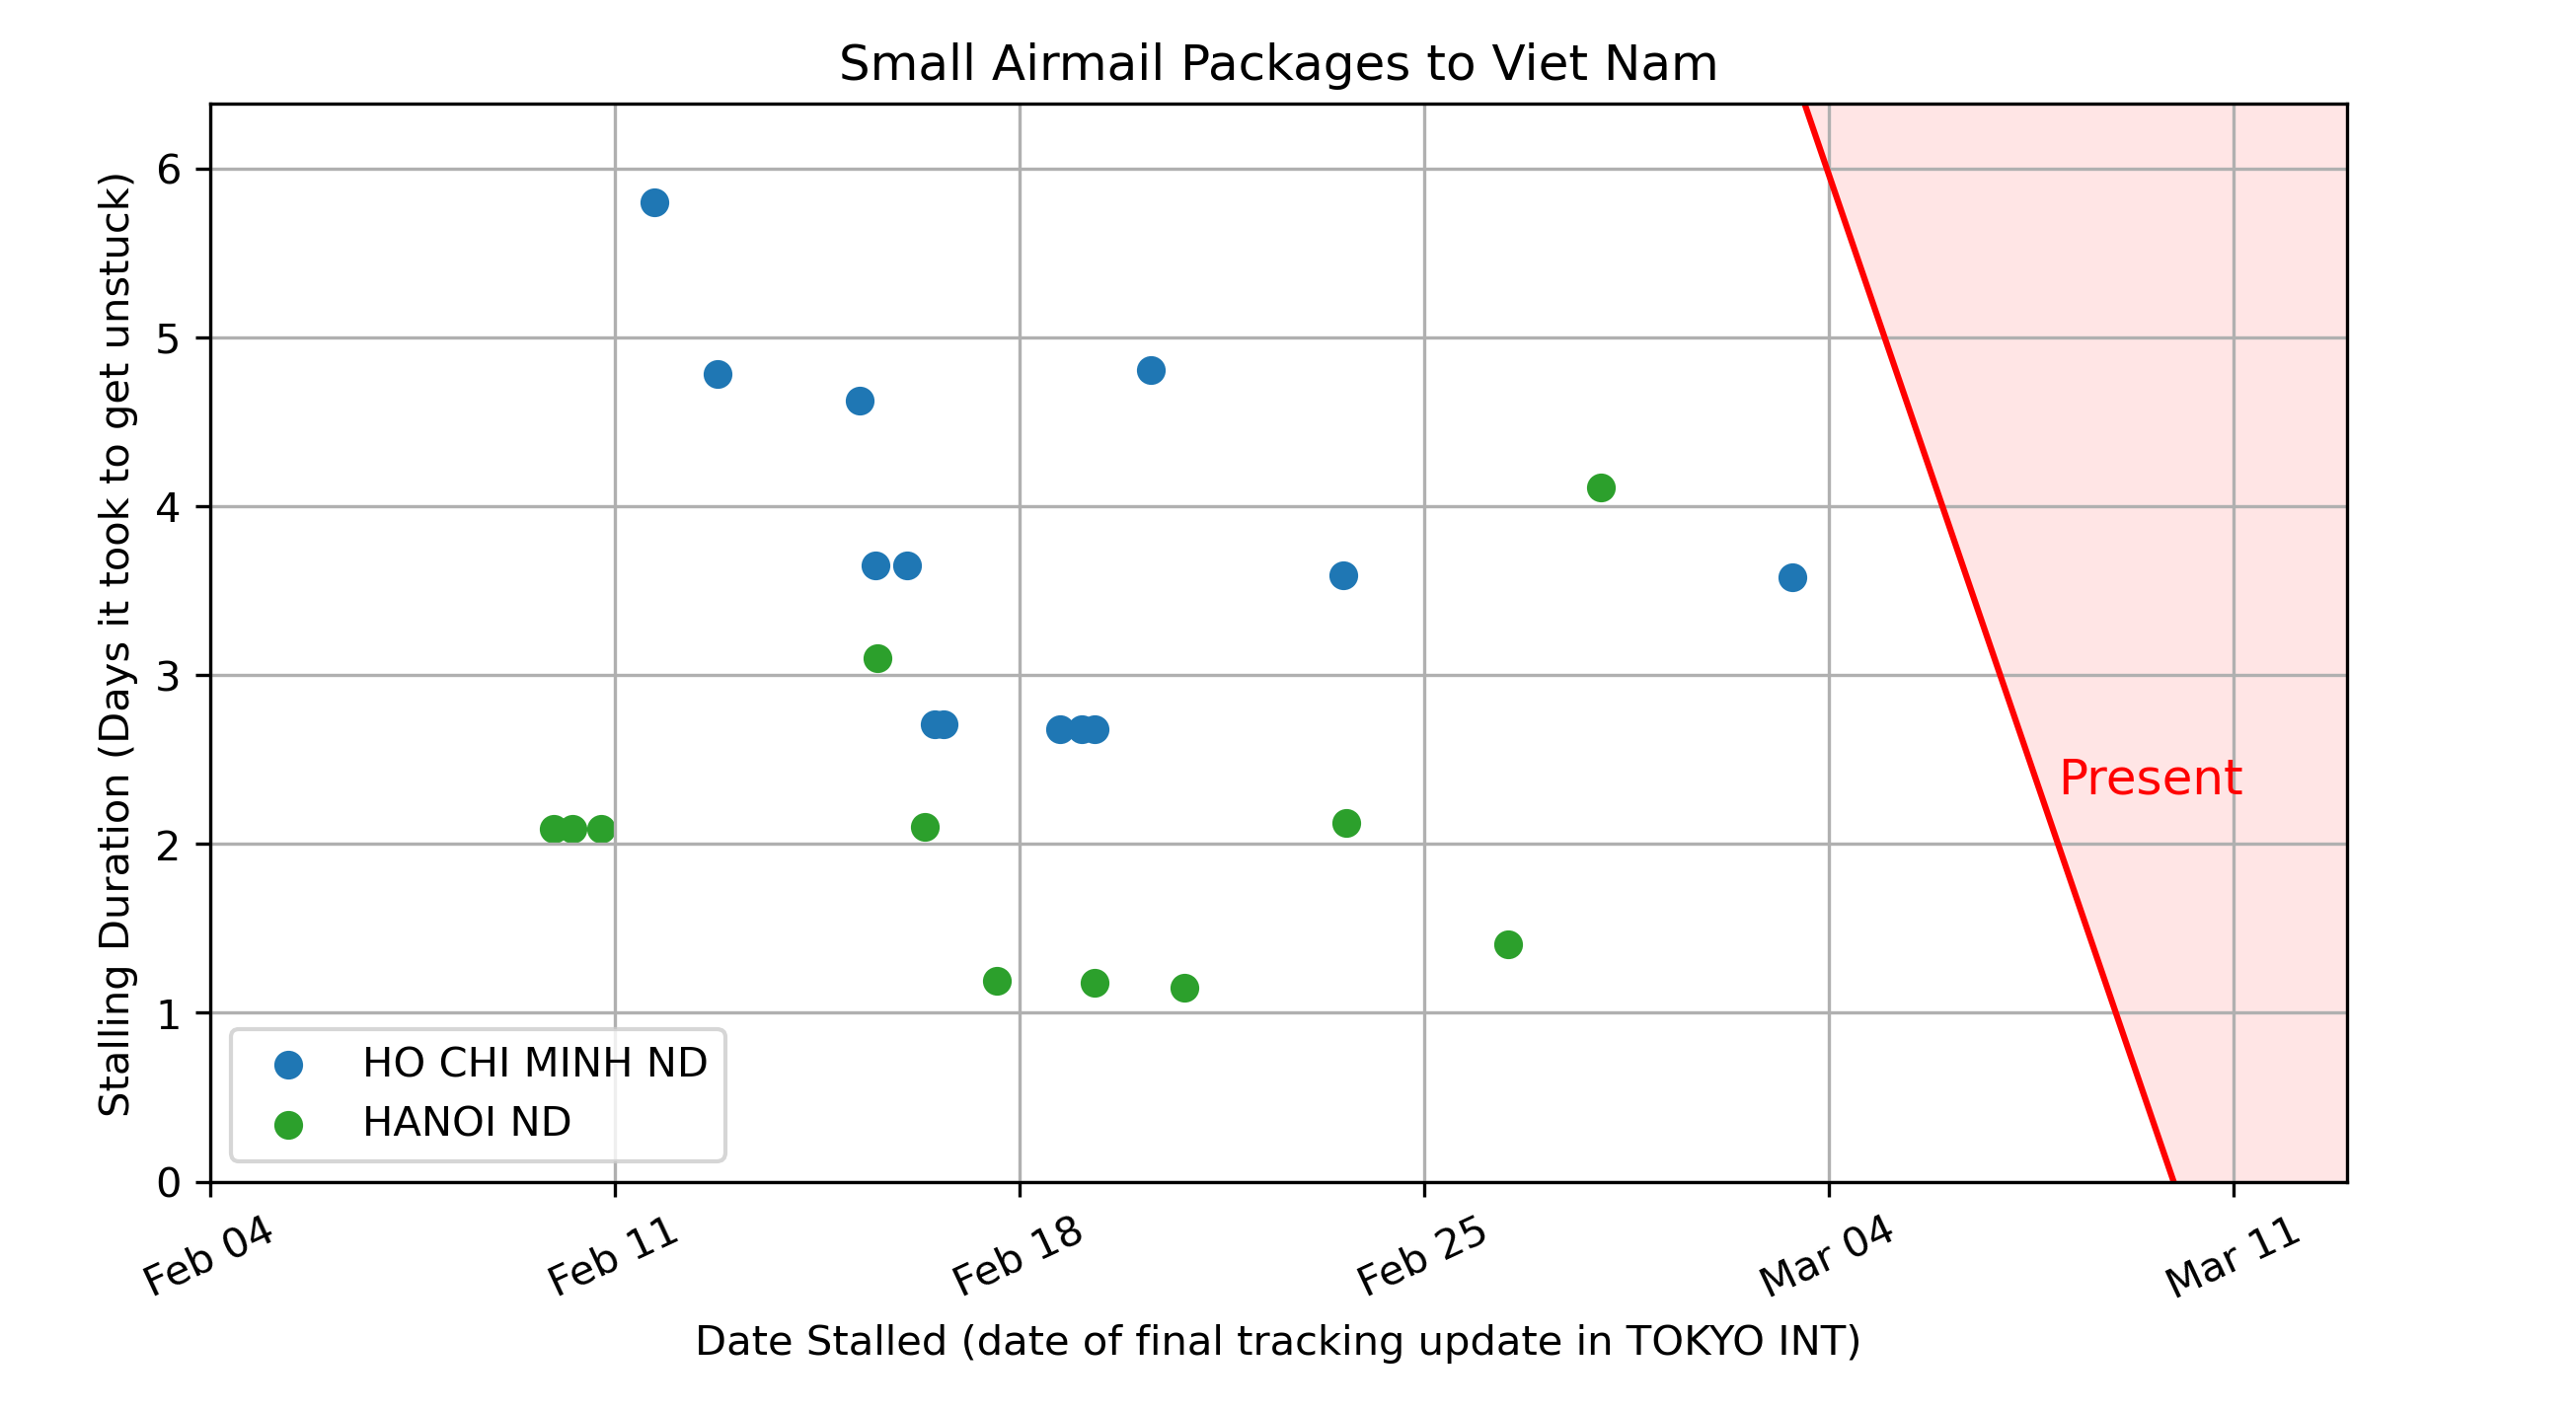 Small Airmail Packages to Viet Nam
Stalling Duration (Days it took to get unstuck)
6
5
4
3
2
1
0
Present
HO CHI MINH ND
HANOI ND
Feb 04
Feb 11
Feb 18
Feb 25
Mar 04
Mar 11
Date Stalled (date of final tracking update in TOKYO INT)